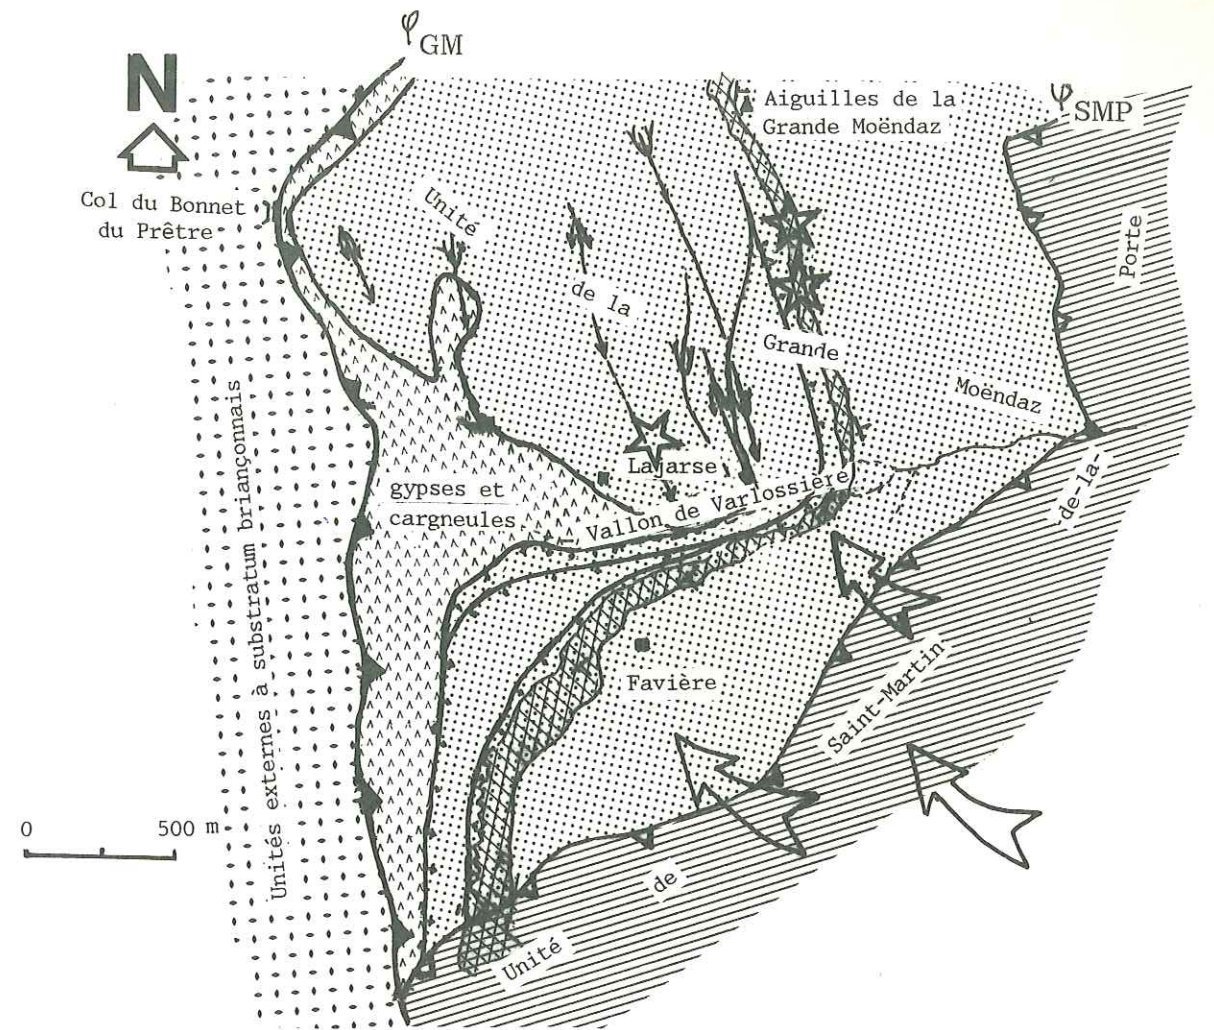 φGM
N
Aiguilles de la
Grande Moëndaz
φSMP
Col du Bonnet
du Prêtre
Unité
de la
Grande
Moëndaz
Porte
de-la-
Saint-Martin
de
Unité
Lajarse
Vallon de Varlossière
gypses et
cargneules
Favière
Unités externes à substratum briançonnais
0 500 m